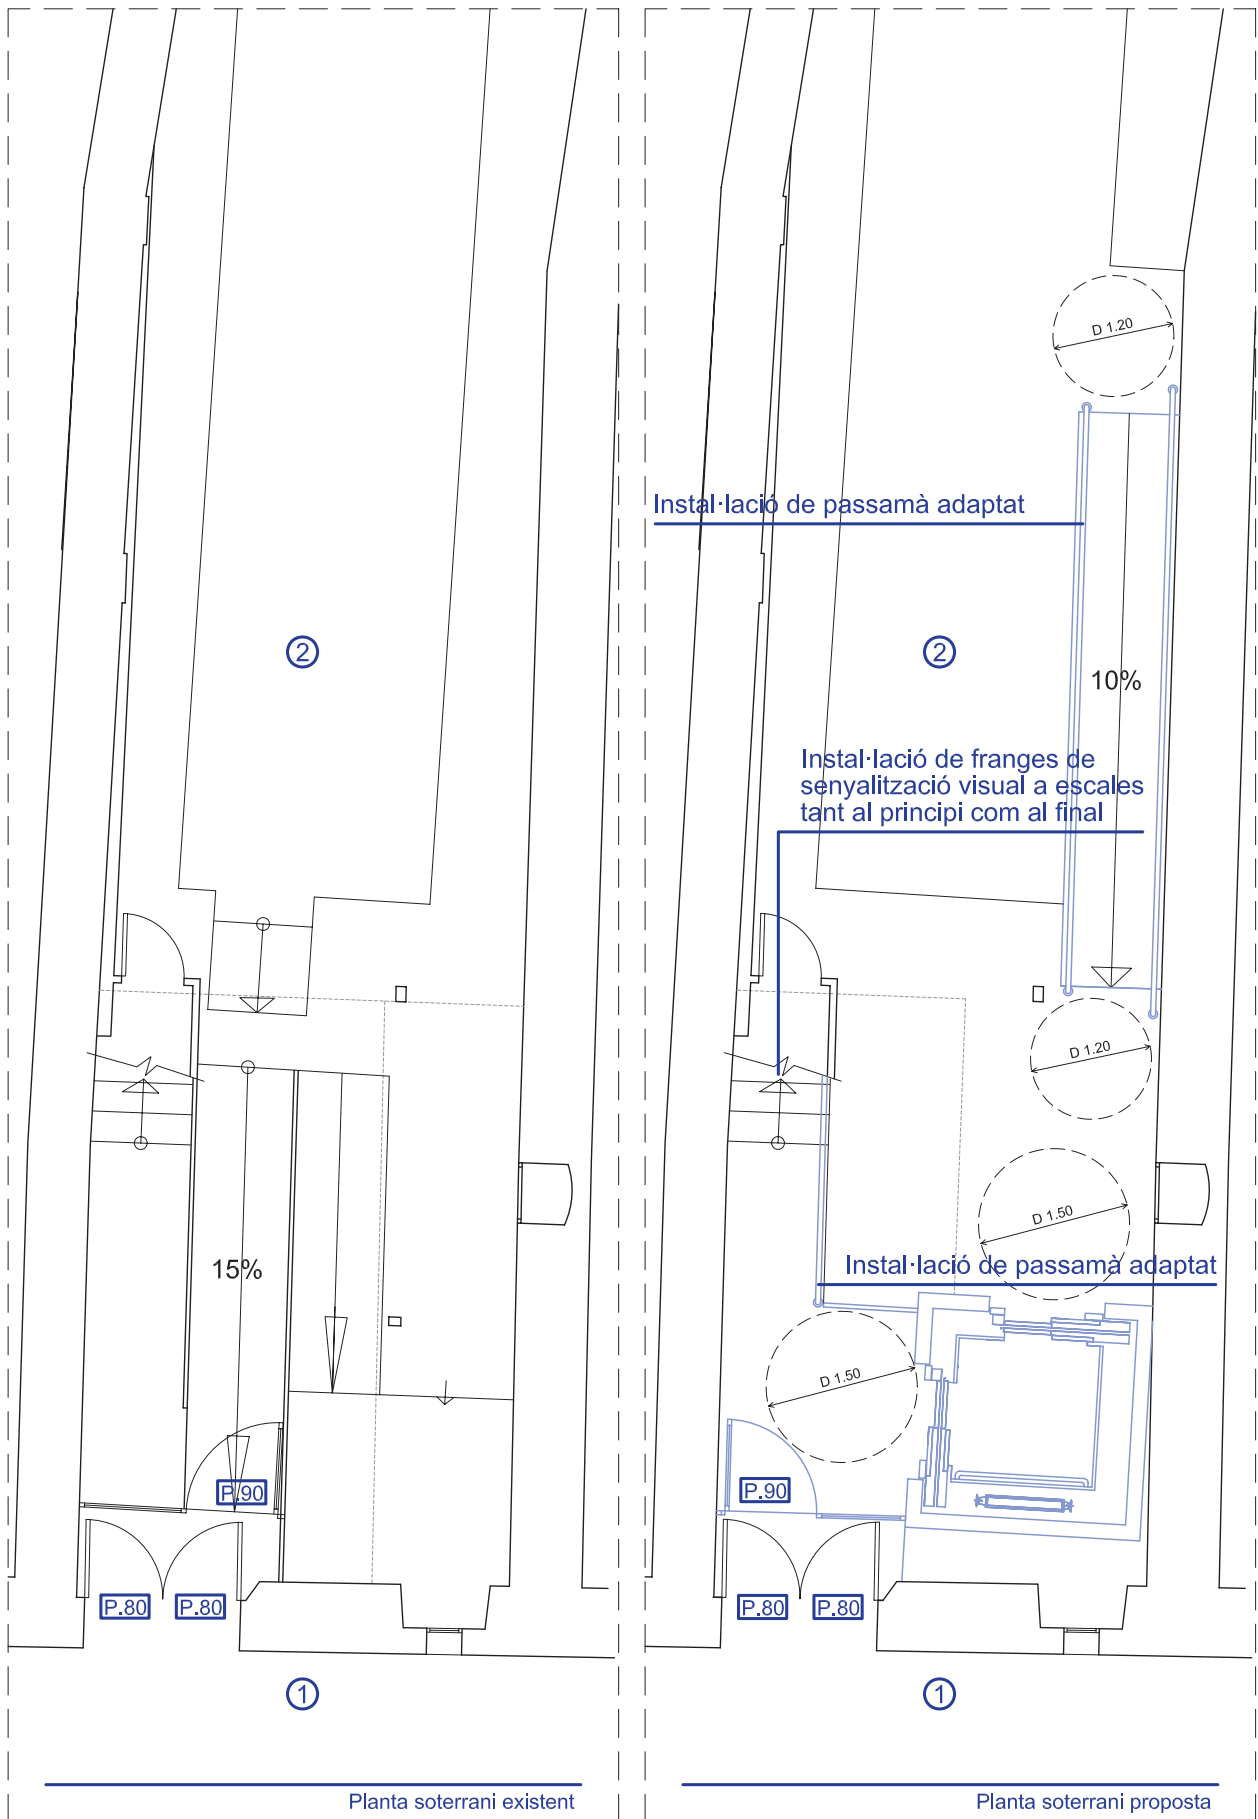 2
15%
P.90
P.80
P.80
1
Planta soterrani existent
D 1.20
Instal·lació de passamà adaptat
2
10%
Instal·lació de franges de
senyalització visual a escales
tant al principi com al final
D 1.20
D 1.50
Instal·lació de passamà adaptat
D 1.50
P.90
P.80
P.80
1
Planta soterrani proposta